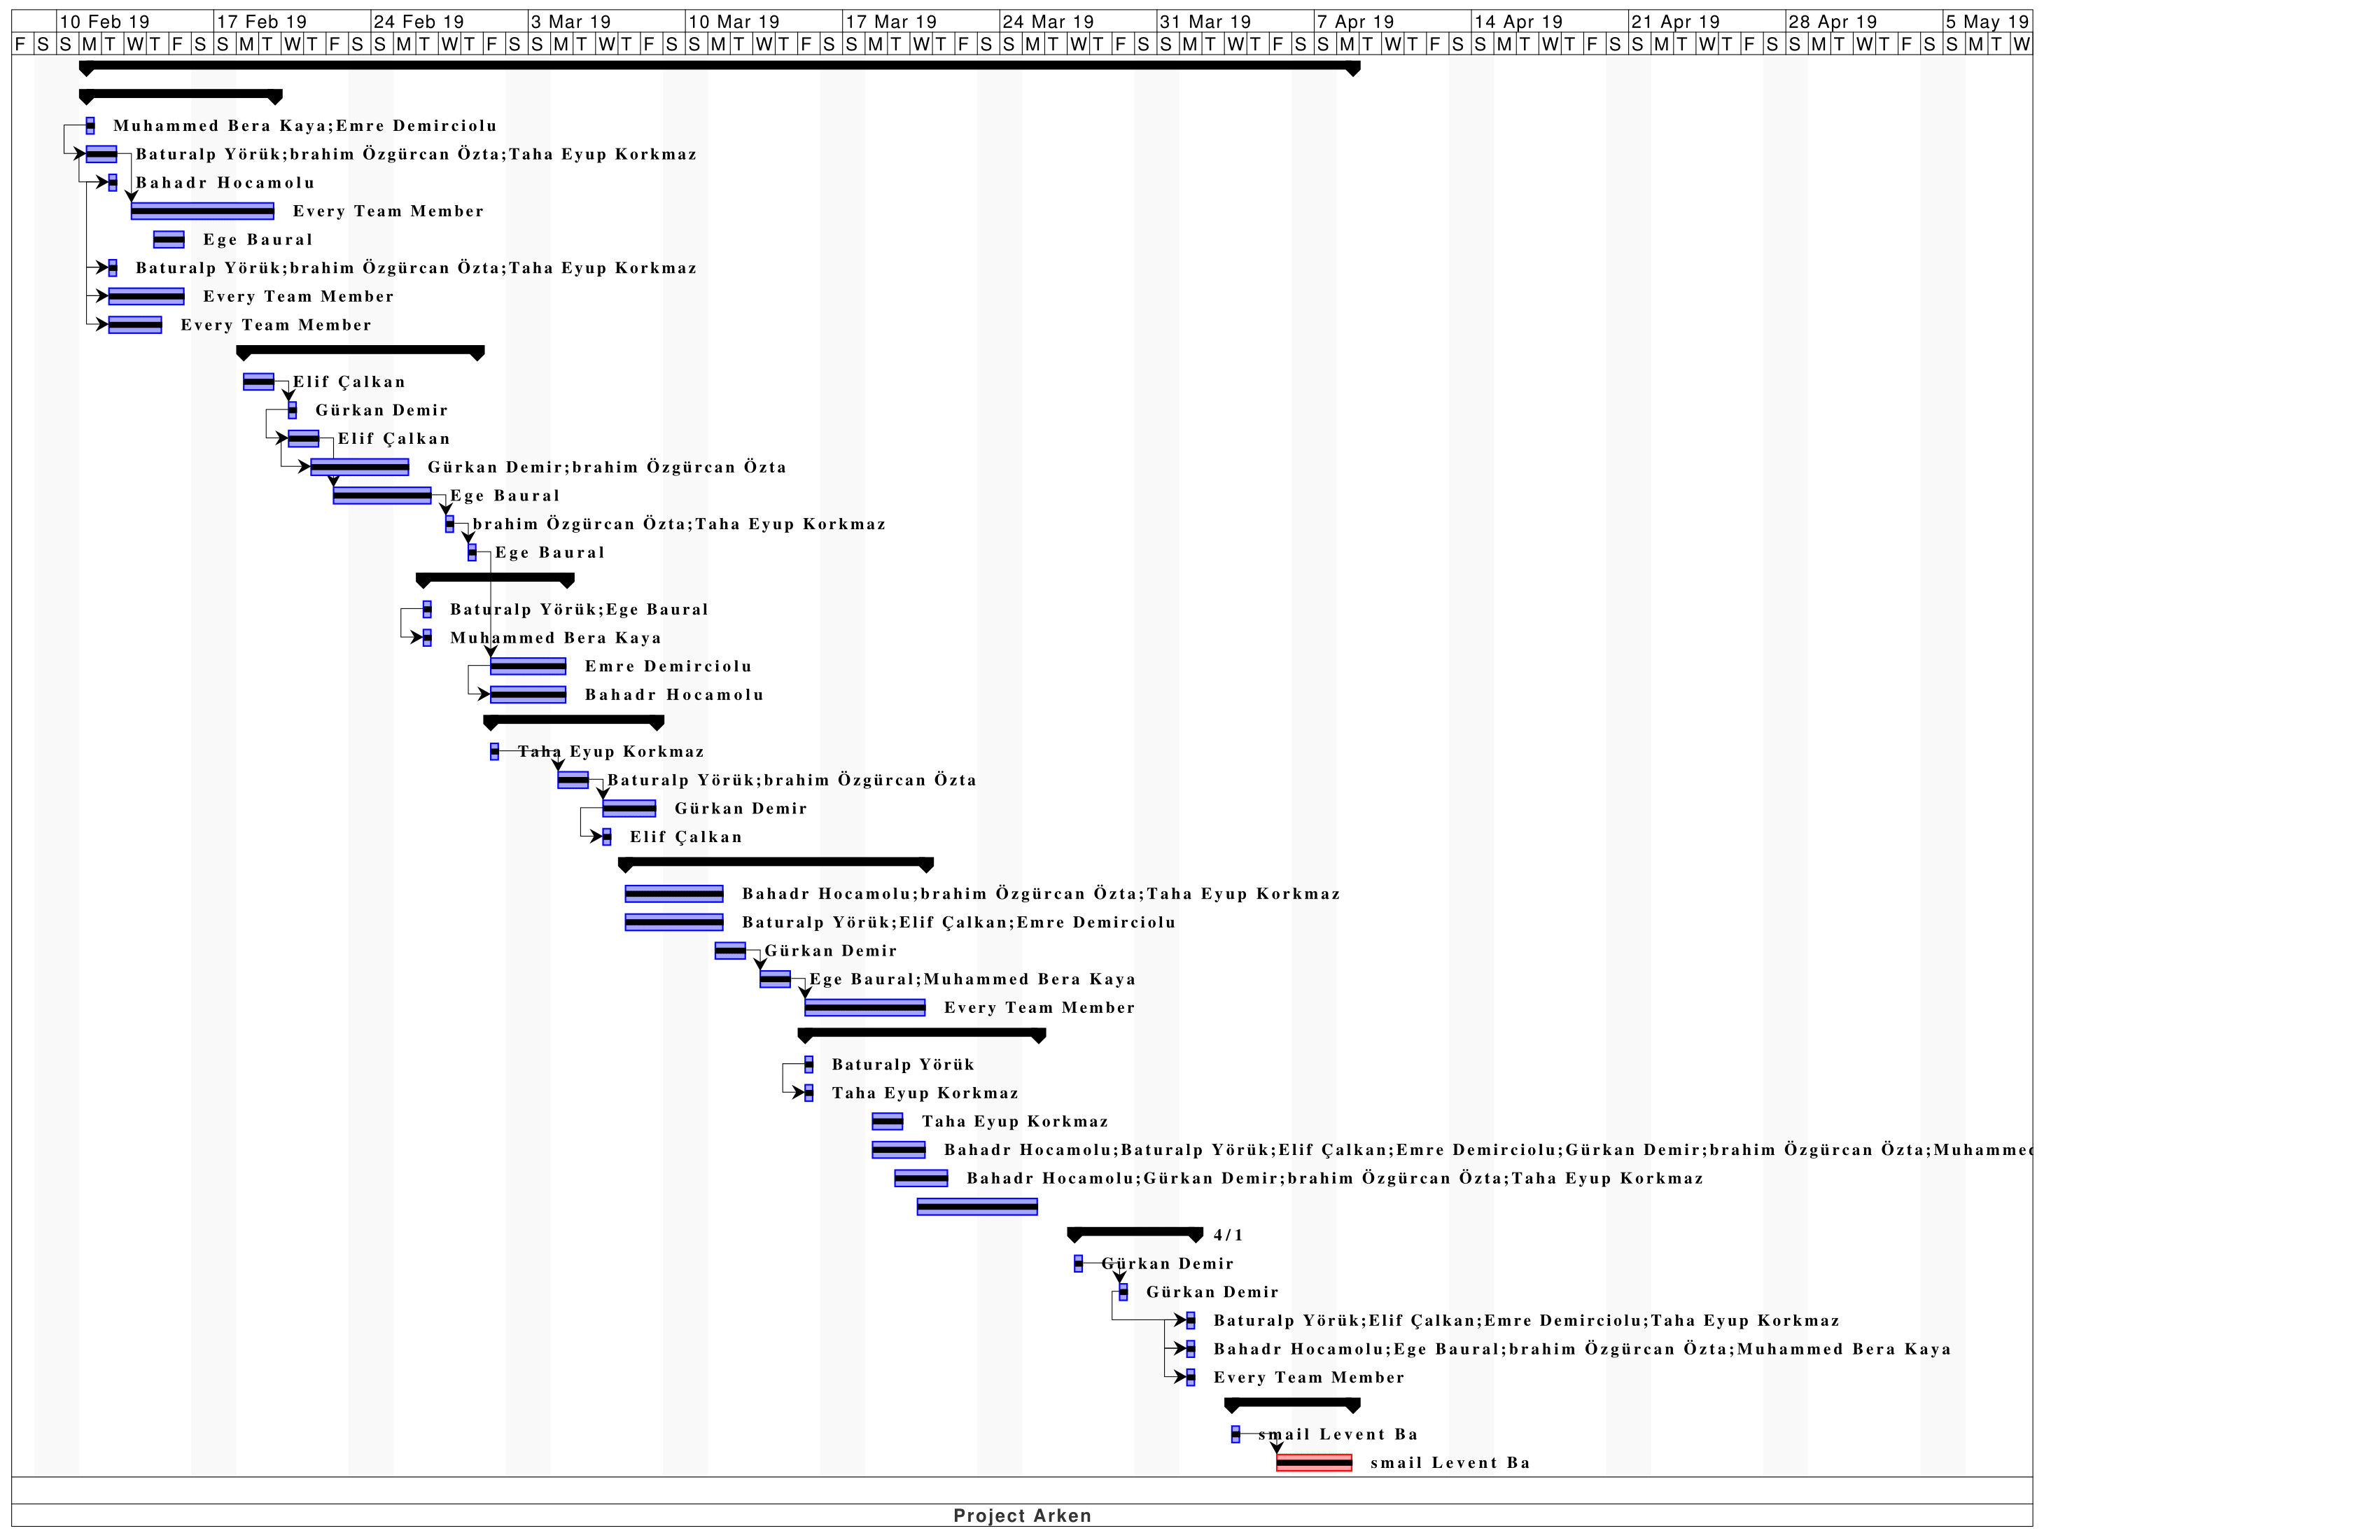 10 Feb 19 17 Feb 19 24 Feb 19 3 Mar 19 10 Mar 19 17 Mar 19 24 Mar 19 31 Mar 19 7 Apr 19 14 Apr 19 21 Apr 19 28 Apr 19 5 May 19
F S S M T W T F S S M T W T F S S M T W T F S S M T W T F S S M T W T F S S M T W T F S S M T W T F S S M T W T F S S M T W T F S S M T W T F S S M T W T F S S M T W T F S S M T W
Muhammed Bera Kaya;Emre Demirciolu
Baturalp Yörük;brahim Özgürcan Özta;Taha Eyup Korkmaz
Bahadr Hocamolu
Every Team Member
Ege Baural
Baturalp Yörük;brahim Özgürcan Özta;Taha Eyup Korkmaz
Every Team Member
Every Team Member
Elif Çalkan
Gürkan Demir
Elif Çalkan
Gürkan Demir;brahim Özgürcan Özta
Ege Baural
brahim Özgürcan Özta;Taha Eyup Korkmaz
Ege Baural
Baturalp Yörük;Ege Baural
Muhammed Bera Kaya
Emre Demirciolu
Bahadr Hocamolu
Taha Eyup Korkmaz
Baturalp Yörük;brahim Özgürcan Özta
Gürkan Demir
Elif Çalkan
Bahadr Hocamolu;brahim Özgürcan Özta;Taha Eyup Korkmaz
Baturalp Yörük;Elif Çalkan;Emre Demirciolu
Gürkan Demir
Ege Baural;Muhammed Bera Kaya
Every Team Member
Baturalp Yörük
Taha Eyup Korkmaz
Taha Eyup Korkmaz
Bahadr Hocamolu;Baturalp Yörük;Elif Çalkan;Emre Demirciolu;Gürkan Demir;brahim Özgürcan Özta;Muhammed
Bahadr Hocamolu;Gürkan Demir;brahim Özgürcan Özta;Taha Eyup Korkmaz
4/1
Gürkan Demir
Gürkan Demir
Baturalp Yörük;Elif Çalkan;Emre Demirciolu;Taha Eyup Korkmaz
Bahadr Hocamolu;Ege Baural;brahim Özgürcan Özta;Muhammed Bera Kaya
Every Team Member
smail Levent Ba
smail Levent Ba
Project Arken